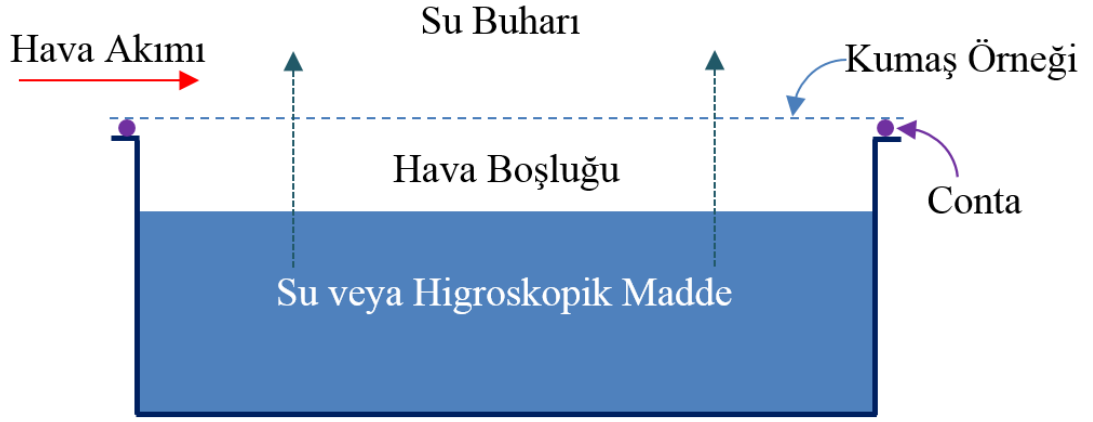 Su Buharı
Hava Akımı
Kumaş Örneği
Hava Boşluğu
Conta
Su veya Higroskopik Madde